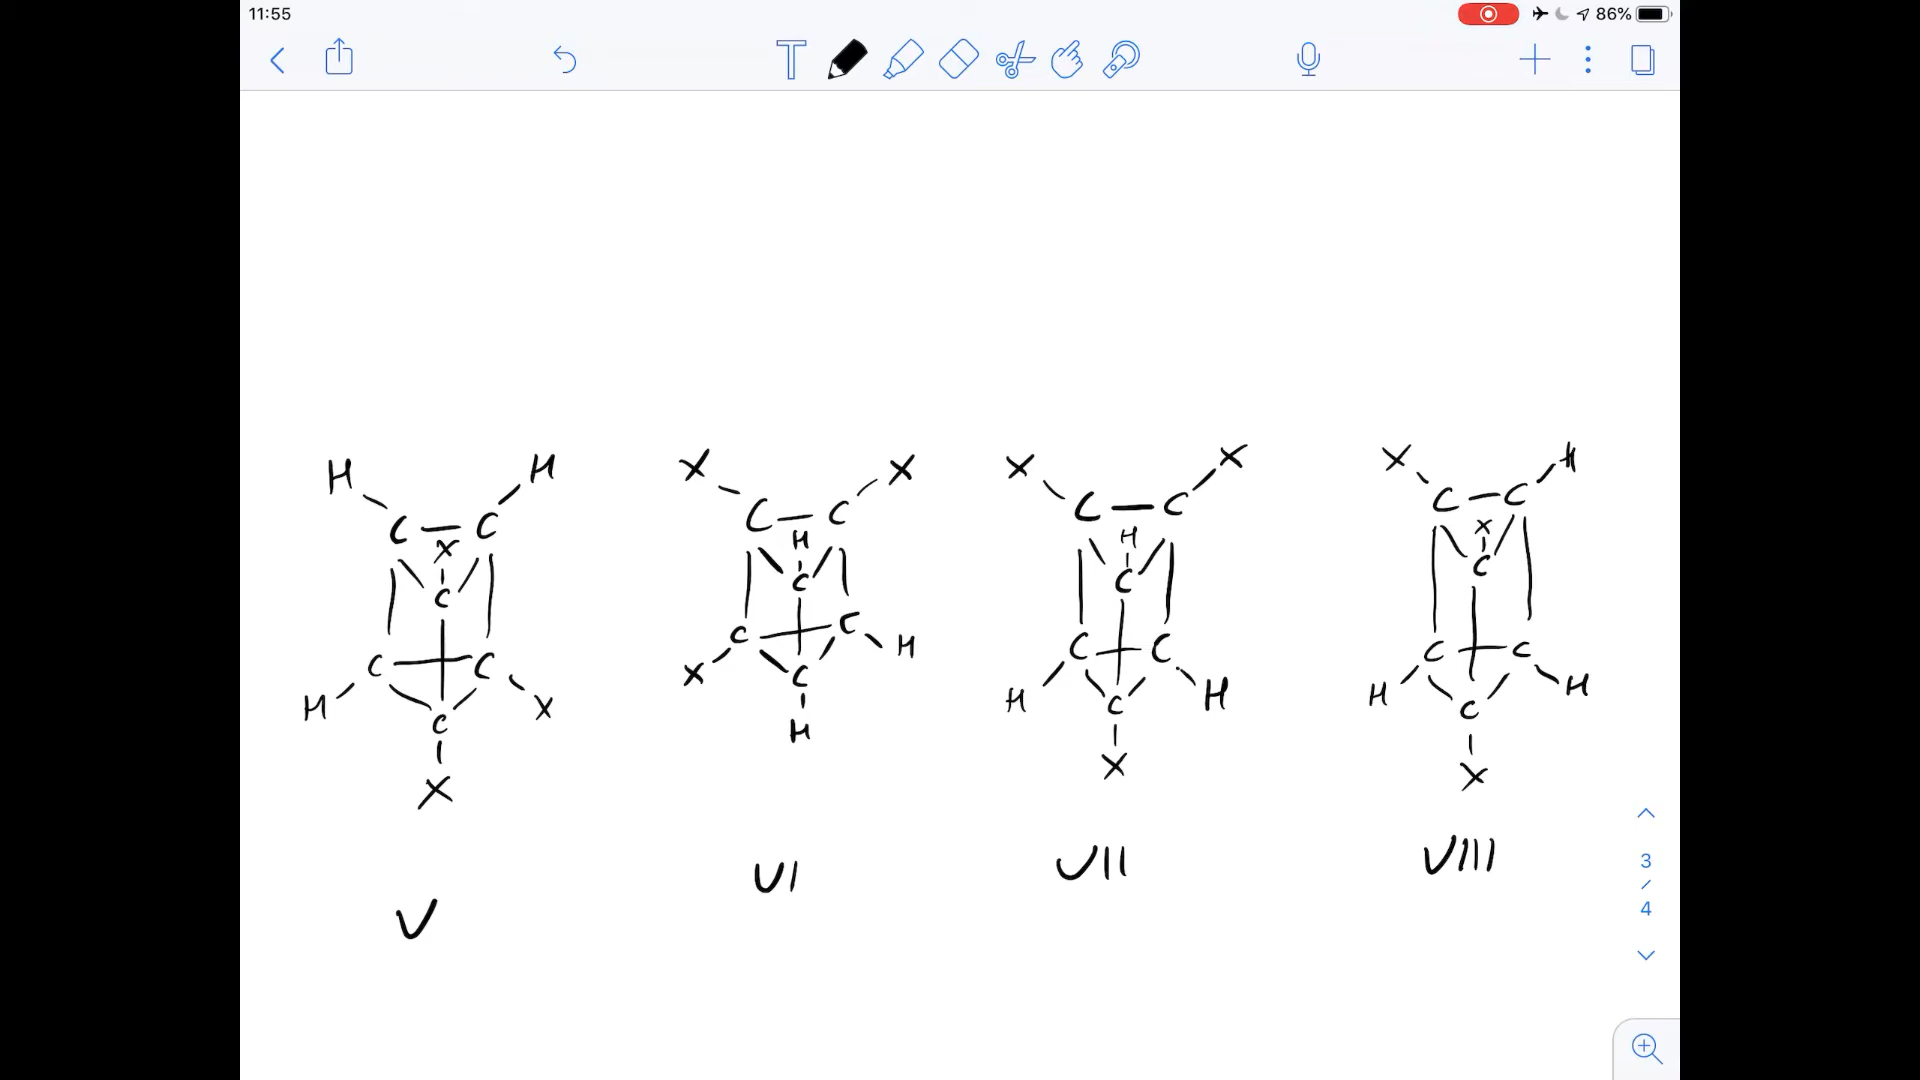 11:55
86%
T
H H X X X X X H
C — C C — C C — C C — C
X H H X
C C C C
C C C C C C C C
H X X H H H H H
C C C C
X H X X
V VI VII VIII
3
/
4